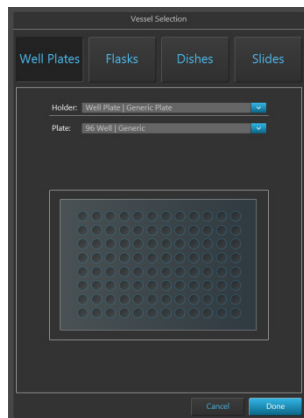 Vessel Selection
Well Plates Flasks Dishes Slides
Holder: Well Plate | Generic Plate
Plate: 96 Well | Generic
Cancel Done